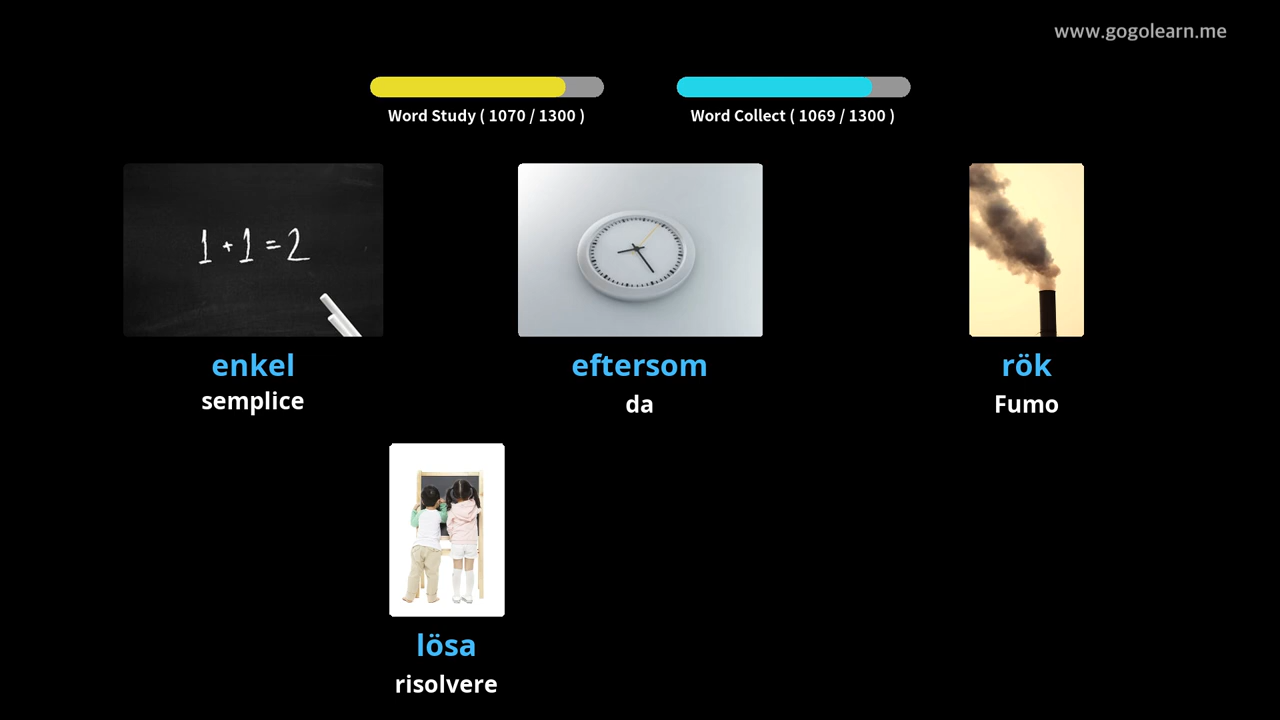 www.gogolearn.me
Word Study ( 1070 / 1300 )
Word Collect ( 1069 / 1300 )
1 + 1 = 2
enkel
semplice
eftersom
da
rök
Fumo
lösa
risolvere